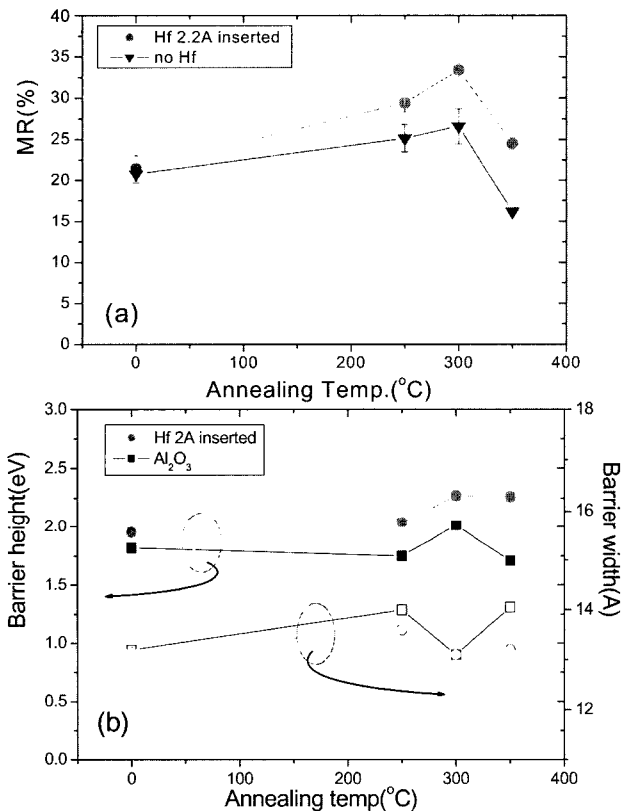 40
35
30
25
20
15
10
5
0
MR(%)
Hf 2.2A inserted
no Hf
(a)
0 100 200 300 400
Annealing Temp.(°C)
3.0
2.5
2.0
1.5
1.0
0.5
0.0
Barrier height(eV)
Hf 2A inserted
Al₂O₃
(b)
18
16
14
12
Barrier width(A)
0 100 200 300 400
Annealing temp(°C)